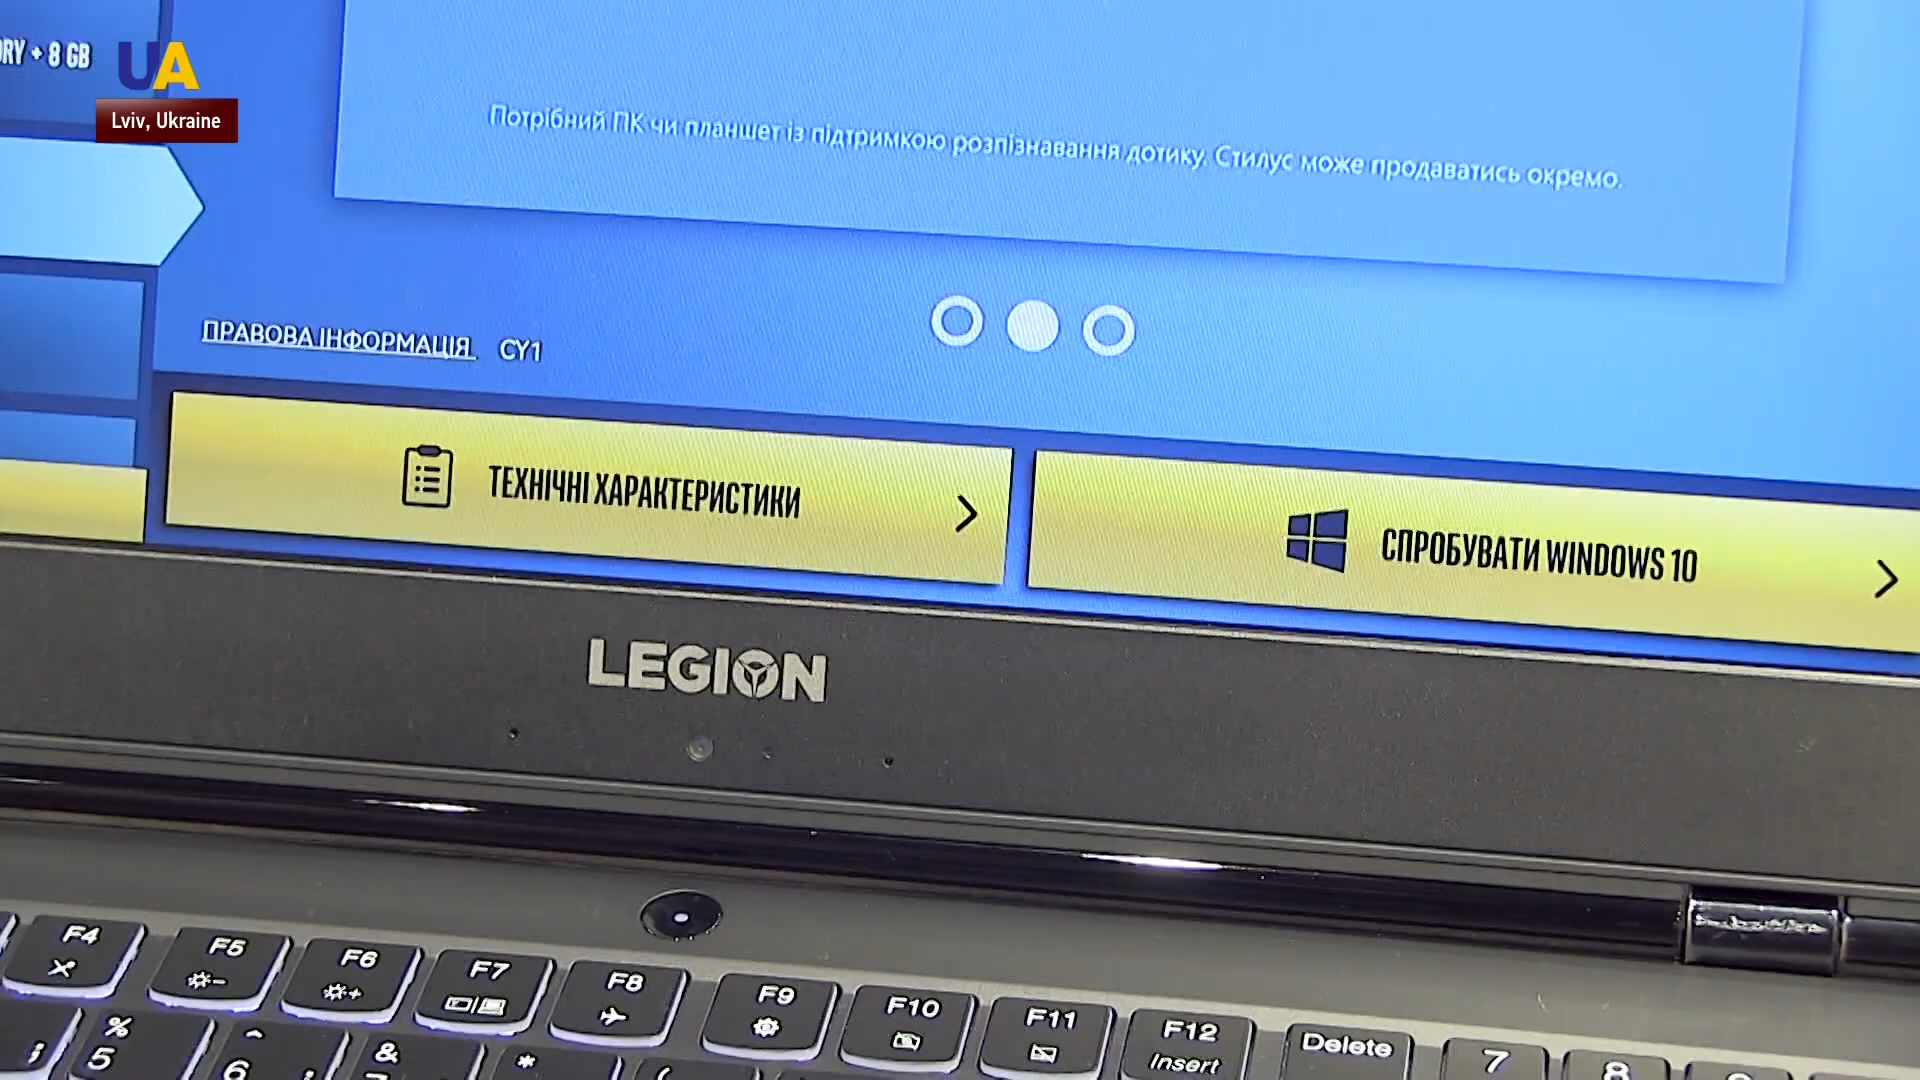 RY + 8 GB
UA
Lviv, Ukraine
Потрібний ПК чи планшет із підтримкою розпізнавання дотику. Стилус може продаватись окремо.
ПРАВОВА ІНФОРМАЦІЯ CY1
ТЕХНІЧНІ ХАРАКТЕРИСТИКИ
СПРОБУВАТИ WINDOWS 10
LEGION
F4 F5 F6 F7 F8 F9 F10 F11 F12 Delete 7 8
Insert
% ^ & * (
5 6